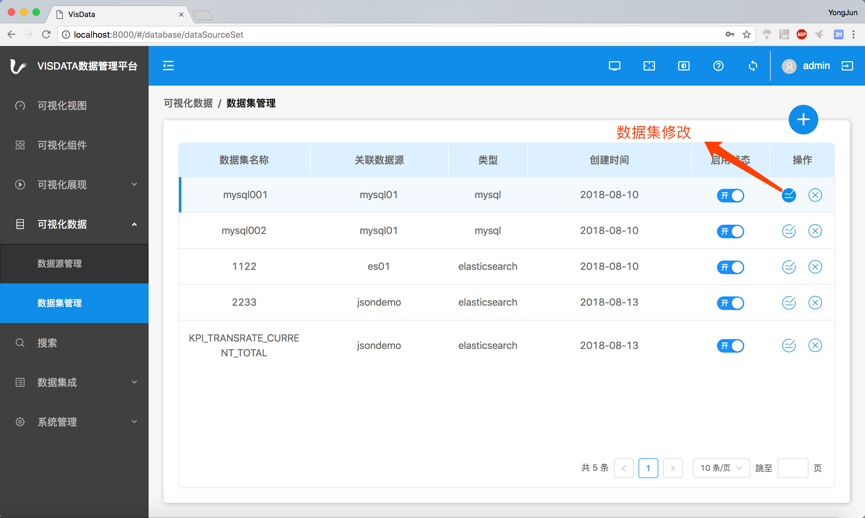 VisData
YongJun
localhost:8000/#/database/dataSourceSet
ABP
JH
VISDATA数据管理平台
admin
可视化视图
可视化组件
可视化展现
可视化数据
数据源管理
数据集管理
搜索
数据集成
系统管理
可视化数据 / 数据集管理
数据集修改
数据集名称 关联数据源 类型 创建时间 启用状态 操作
mysql001 mysql01 mysql 2018-08-10 开
mysql002 mysql01 mysql 2018-08-10 开
1122 es01 elasticsearch 2018-08-10 开
2233 jsondemo elasticsearch 2018-08-13 开
KPI_TRANSRATE_CURRE
NT_TOTAL jsondemo elasticsearch 2018-08-13 开
共 5 条 1 10 条/页 跳至 页